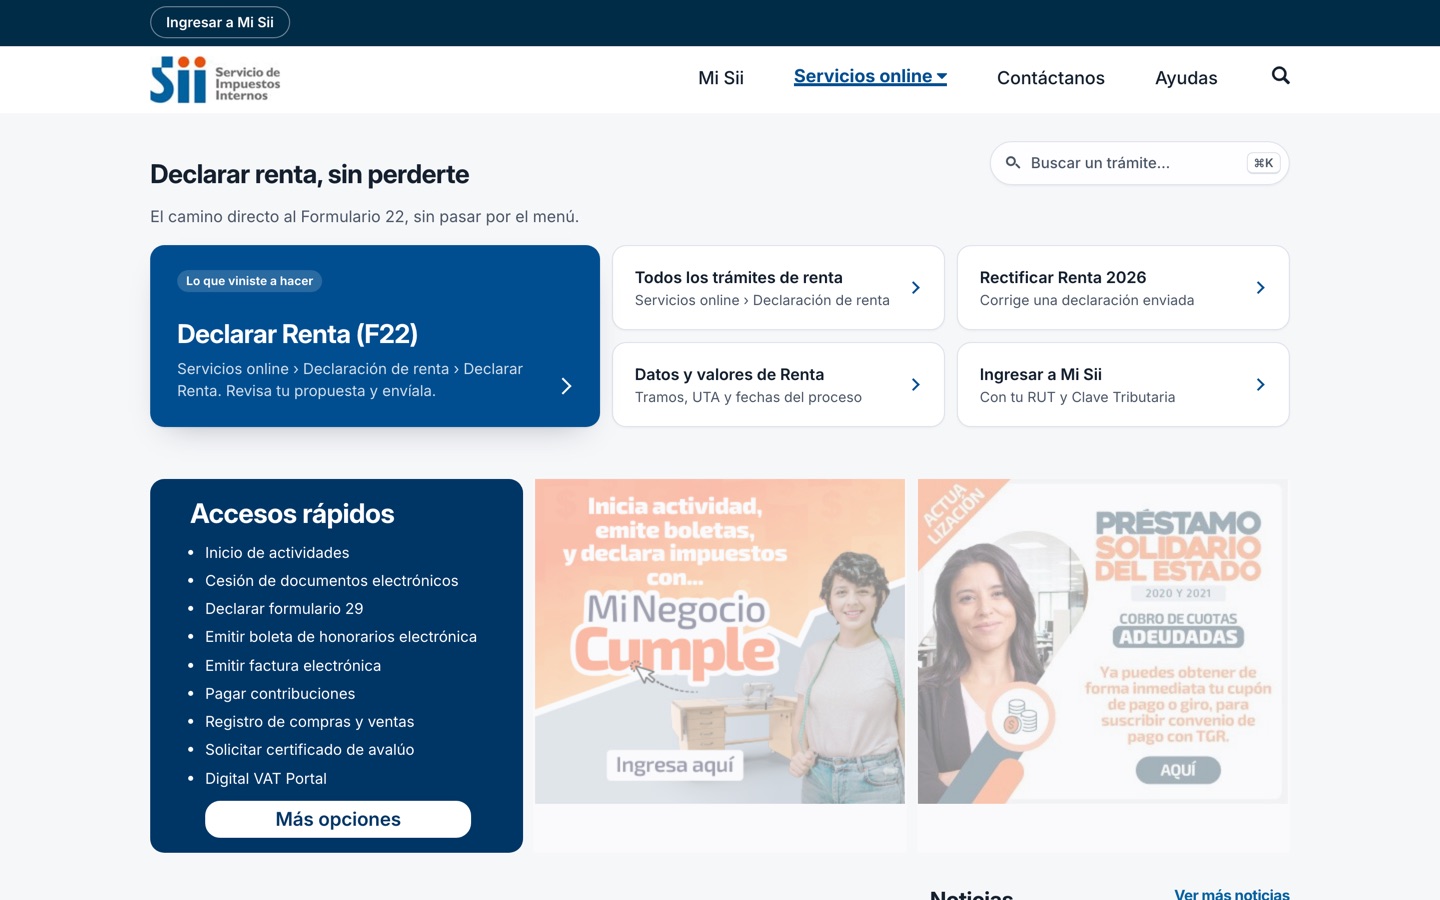 Ingresar a Mi Sii
Sii
Servicio de
Impuestos
Internos
Mi Sii
Servicios online
Contáctanos
Ayudas
Declarar renta, sin perderte
El camino directo al Formulario 22, sin pasar por el menú.
Buscar un trámite...
⌘K
Lo que viniste a hacer
Declarar Renta (F22)
Servicios online › Declaración de renta › Declarar
Renta. Revisa tu propuesta y envíala.
Todos los trámites de renta
Servicios online › Declaración de renta
Rectificar Renta 2026
Corrige una declaración enviada
Datos y valores de Renta
Tramos, UTA y fechas del proceso
Ingresar a Mi Sii
Con tu RUT y Clave Tributaria
Accesos rápidos
• Inicio de actividades
• Cesión de documentos electrónicos
• Declarar formulario 29
• Emitir boleta de honorarios electrónica
• Emitir factura electrónica
• Pagar contribuciones
• Registro de compras y ventas
• Solicitar certificado de avalúo
• Digital VAT Portal
Más opciones
Inicia actividad,
emite boletas,
y declara impuestos
con...
Mi Negocio
Cumple
Ingresa aquí
ACTUA
LIZACIÓN
PRÉSTAMO
SOLIDARIO
DEL ESTADO
2020 Y 2021
COBRO DE CUOTAS
ADEUDADAS
Ya puedes obtener de
forma inmediata tu cupón
de pago o giro, para
suscribir convenio de
pago con TGR.
AQUÍ
Noticias
Ver más noticias